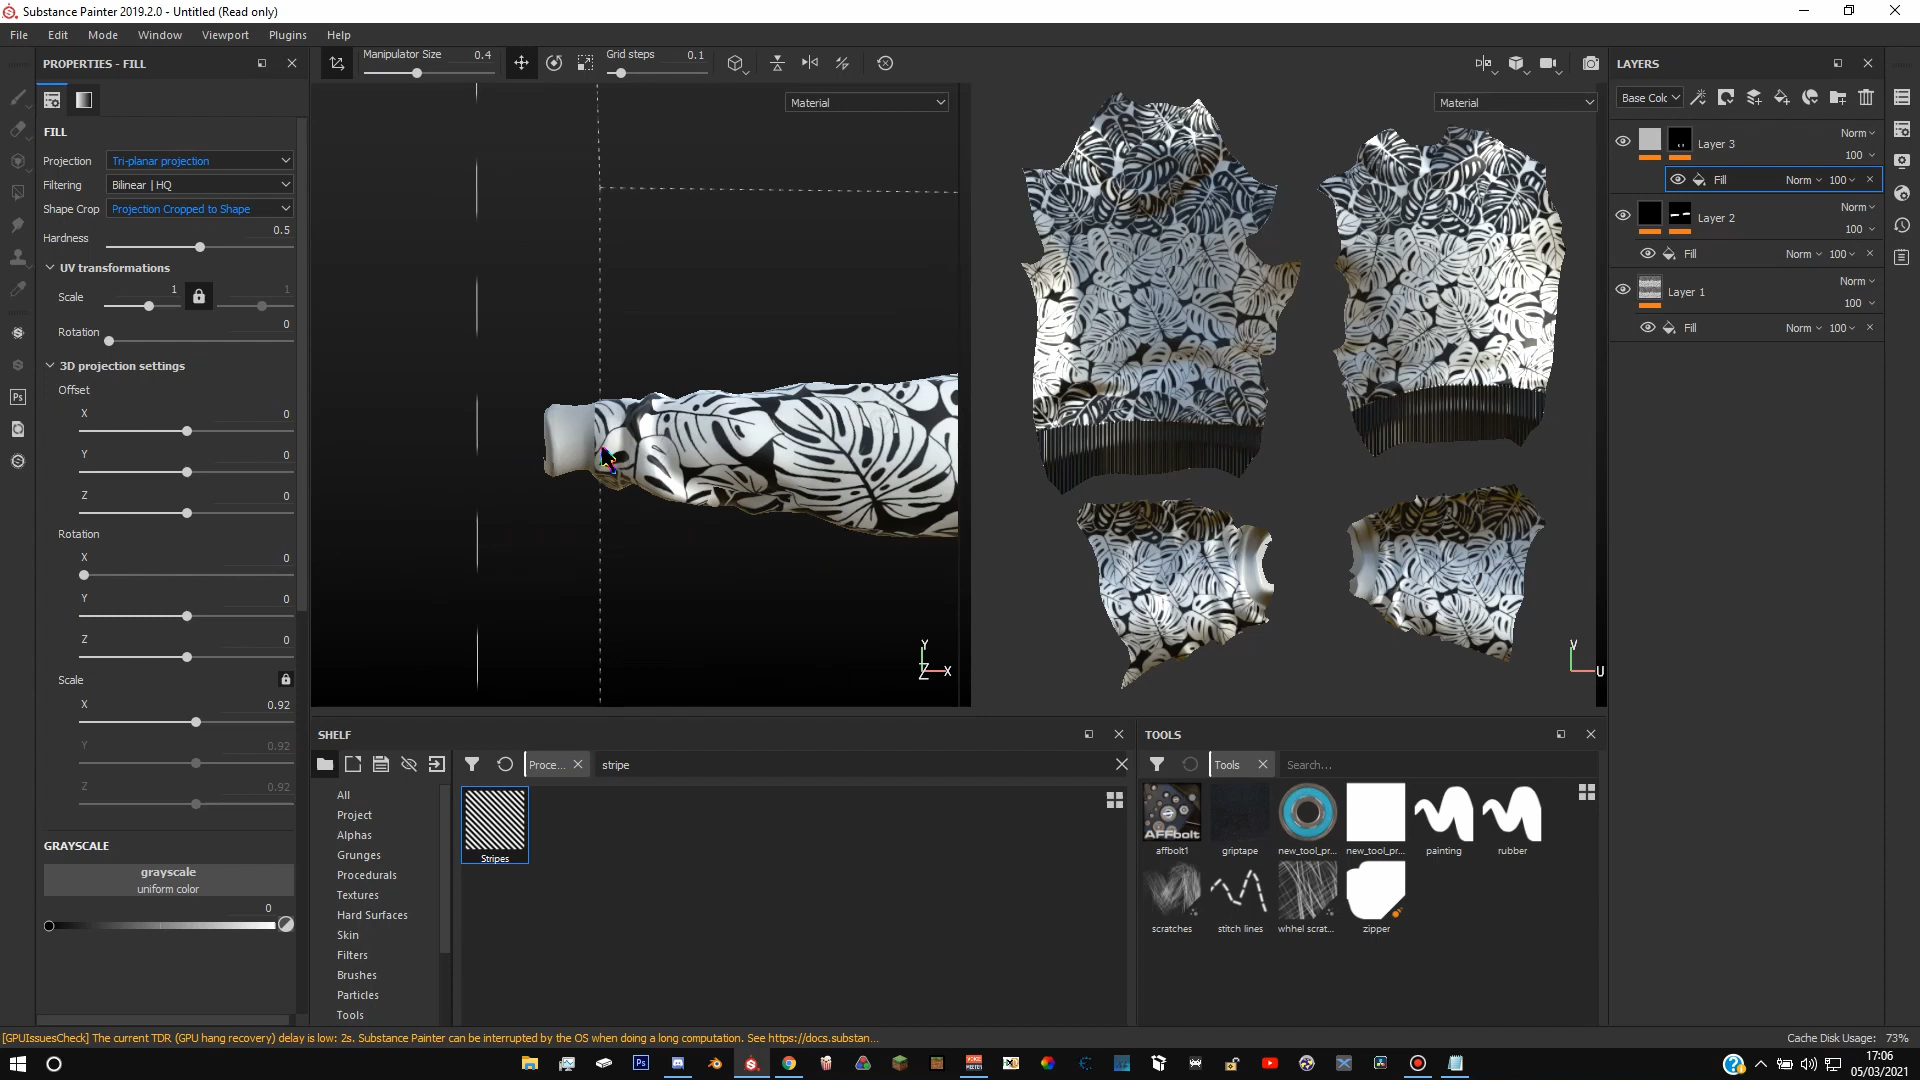 Substance Painter 2019.2.0 - Untitled (Read only)
File Edit Mode Window Viewport Plugins Help
PROPERTIES - FILL
Manipulator Size 0.4
Grid steps 0.1
Material
Material
LAYERS
Base Colc
FILL
Projection Tri-planar projection
Filtering Bilinear | HQ
Shape Crop Projection Cropped to Shape
Hardness 0.5
UV transformations
Scale 1 1
Rotation 0
3D projection settings
Offset
X 0
Y 0
Z 0
Rotation
X 0
Y 0
Z 0
Scale
X 0.92
Y 0.92
Z 0.92
GRAYSCALE
grayscale
uniform color
0
Layer 3 Norm 100
Fill Norm 100
Layer 2 Norm 100
Fill Norm 100
Layer 1 Norm 100
Fill Norm 100
Y
Z X
V
U
Ps
SHELF
Proce... stripe
All
Project
Alphas
Grunges
Procedurals
Textures
Hard Surfaces
Skin
Filters
Brushes
Particles
Tools
Stripes
TOOLS
Tools Search...
AFFbolt
affbolt1 griptape new_tool_pr... new_tool_pr... painting rubber
scratches stitch lines whhel scrat... zipper
[GPUIssuesCheck] The current TDR (GPU hang recovery) delay is low: 2s. Substance Painter can be interrupted by the OS when doing a long computation. See https://docs.substan...
Cache Disk Usage: 73%
Ps
17:06
05/03/2021